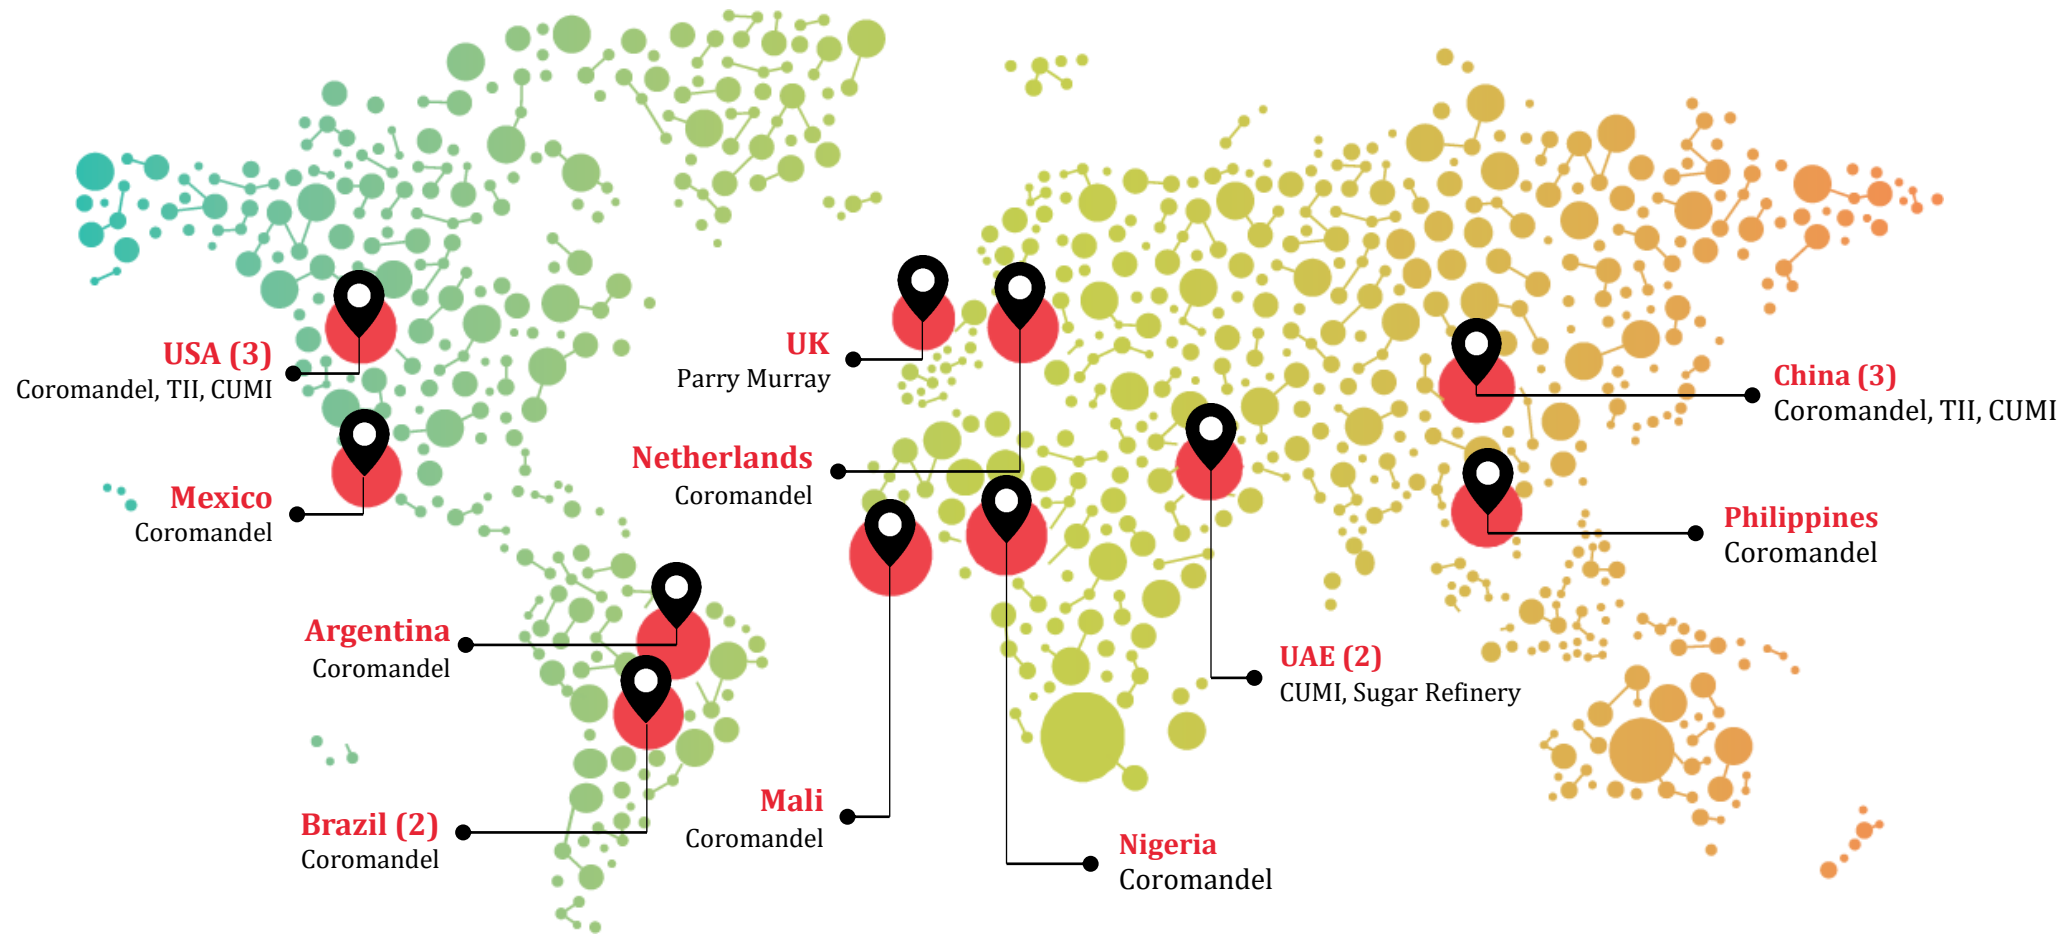 USA (3)
Coromandel, TII, CUMI
Mexico
Coromandel
Argentina
Coromandel
Brazil (2)
Coromandel
UK
Parry Murray
Netherlands
Coromandel
Mali
Coromandel
Nigeria
Coromandel
UAE (2)
CUMI, Sugar Refinery
China (3)
Coromandel, TII, CUMI
Philippines
Coromandel